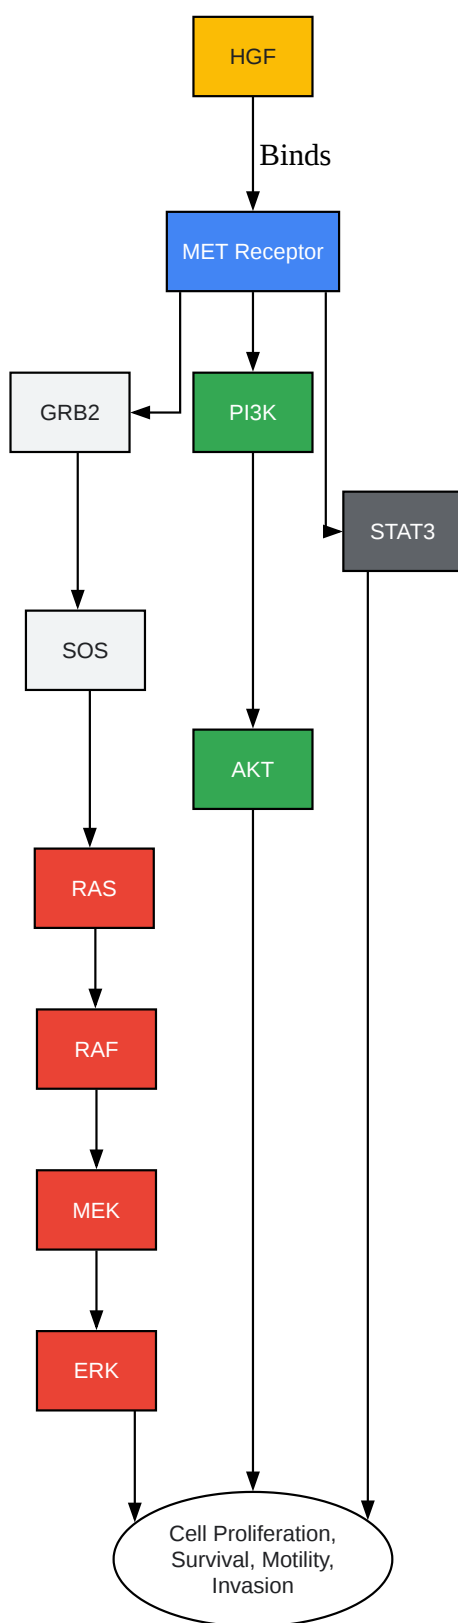 HGF
Binds
MET Receptor
GRB2
PI3K
STAT3
SOS
AKT
RAS
RAF
MEK
ERK
Cell Proliferation,
Survival, Motility,
Invasion